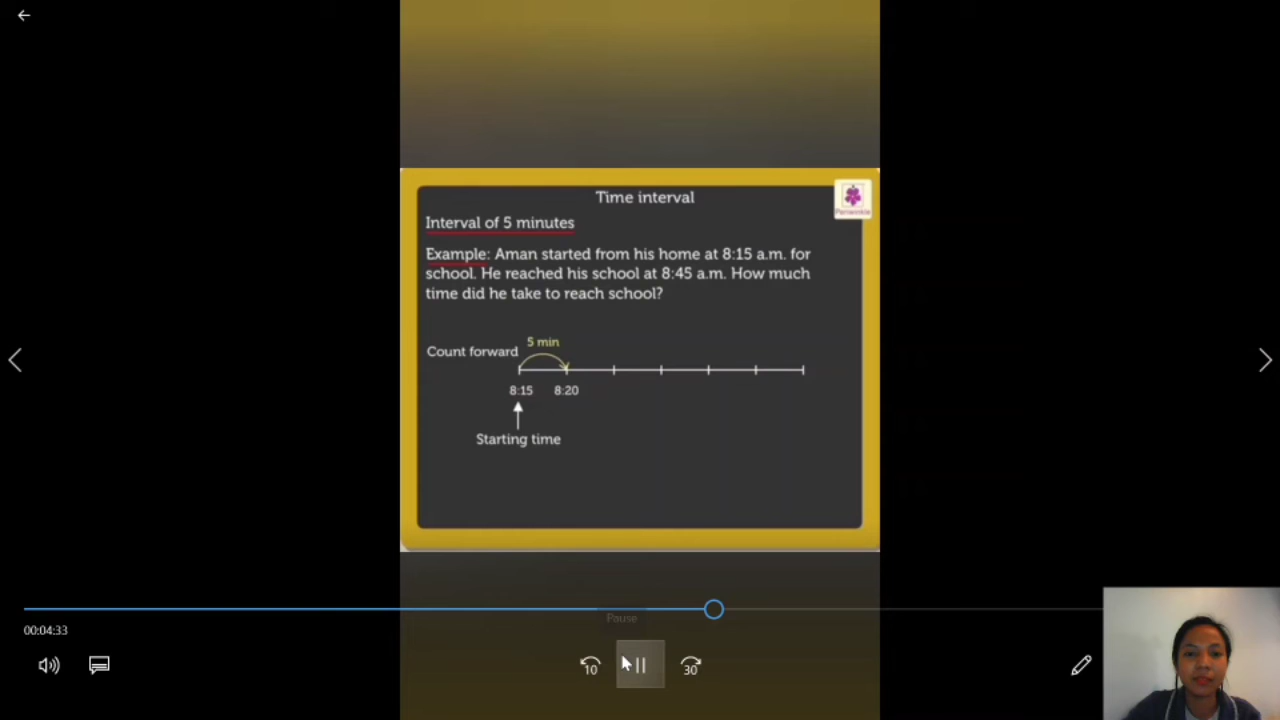 Time interval
Periwinkle
Interval of 5 minutes
Example: Aman started from his home at 8:15 a.m. for
school. He reached his school at 8:45 a.m. How much
time did he take to reach school?
5 min
Count forward
8:15 8:20
Starting time
Pause
00:04:33
10 30